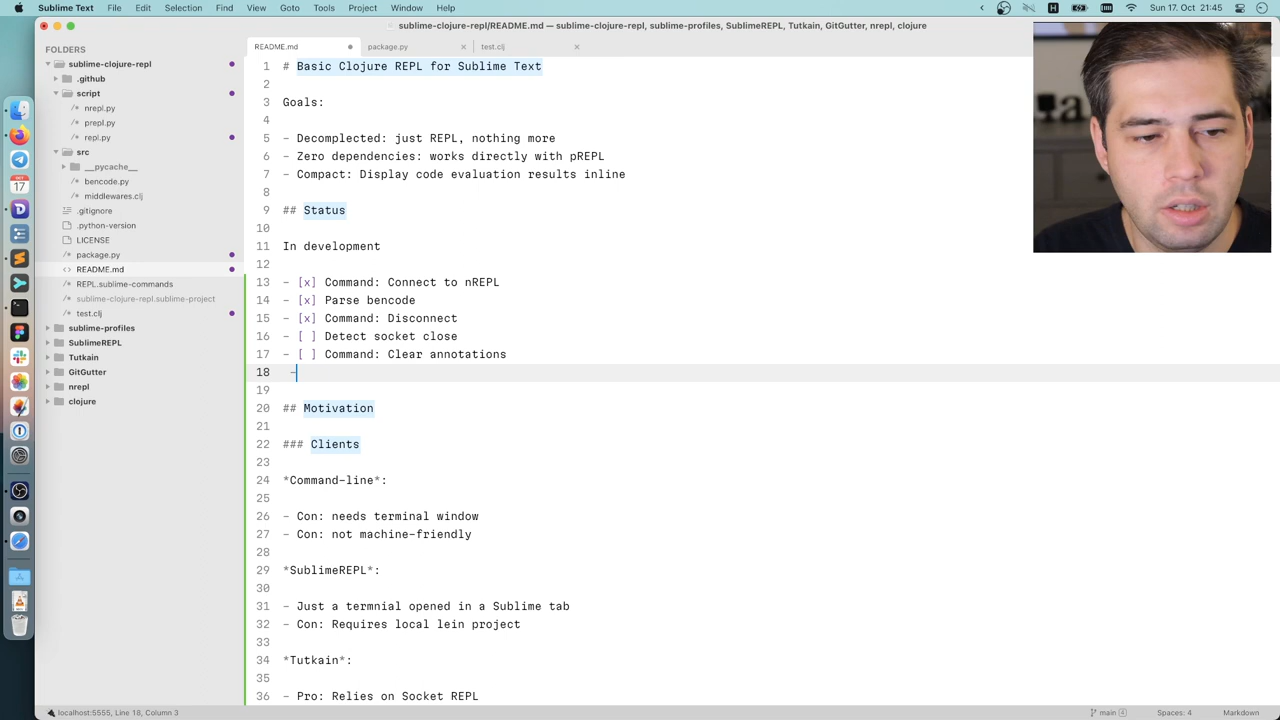 Sublime Text File Edit Selection Find View Goto Tools Project Window Help Sun 17. Oct 21:45
sublime-clojure-repl/README.md — sublime-clojure-repl, sublime-profiles, SublimeREPL, Tutkain, GitGutter, nrepl, clojure
FOLDERS
sublime-clojure-repl
.github
script
nrepl.py
prepl.py
repl.py
src
__pycache__
bencode.py
middlewares.clj
.gitignore
.python-version
LICENSE
package.py
README.md
REPL.sublime-commands
sublime-clojure-repl.sublime-project
test.clj
sublime-profiles
SublimeREPL
Tutkain
GitGutter
nrepl
clojure
README.md package.py test.clj
1 # Basic Clojure REPL for Sublime Text
2
3 Goals:
4
5 - Decomplected: just REPL, nothing more
6 - Zero dependencies: works directly with pREPL
7 - Compact: Display code evaluation results inline
8
9 ## Status
10
11 In development
12
13 - [x] Command: Connect to nREPL
14 - [x] Parse bencode
15 - [x] Command: Disconnect
16 - [ ] Detect socket close
17 - [ ] Command: Clear annotations
18 -
19
20 ## Motivation
21
22 ### Clients
23
24 *Command-line*:
25
26 - Con: needs terminal window
27 - Con: not machine-friendly
28
29 *SublimeREPL*:
30
31 - Just a termnial opened in a Sublime tab
32 - Con: Requires local lein project
33
34 *Tutkain*:
35
36 - Pro: Relies on Socket REPL
localhost:5555, Line 18, Column 3 main 4 Spaces: 4 Markdown